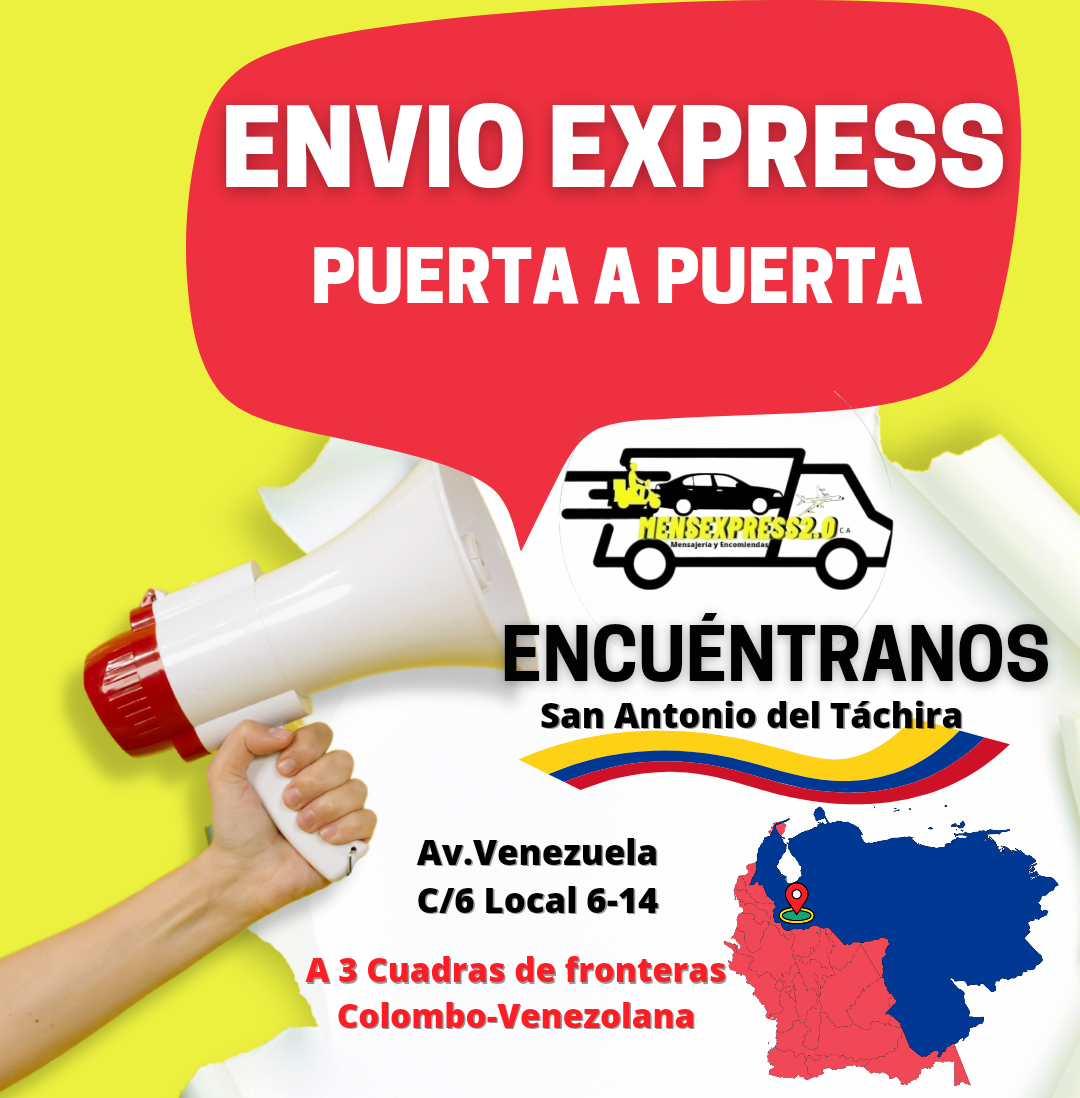 ENVIO EXPRESS
PUERTA A PUERTA
MENSEXPRESS2.0 C A
Mensajería y Encomiendas
ENCUÉNTRANOS
San Antonio del Táchira
Av.Venezuela
C/6 Local 6-14
A 3 Cuadras de fronteras
Colombo-Venezolana